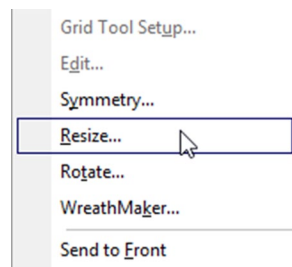 Grid Tool Setup...
Edit...
Symmetry...
Resize...
Rotate...
WreathMaker...
Send to Front